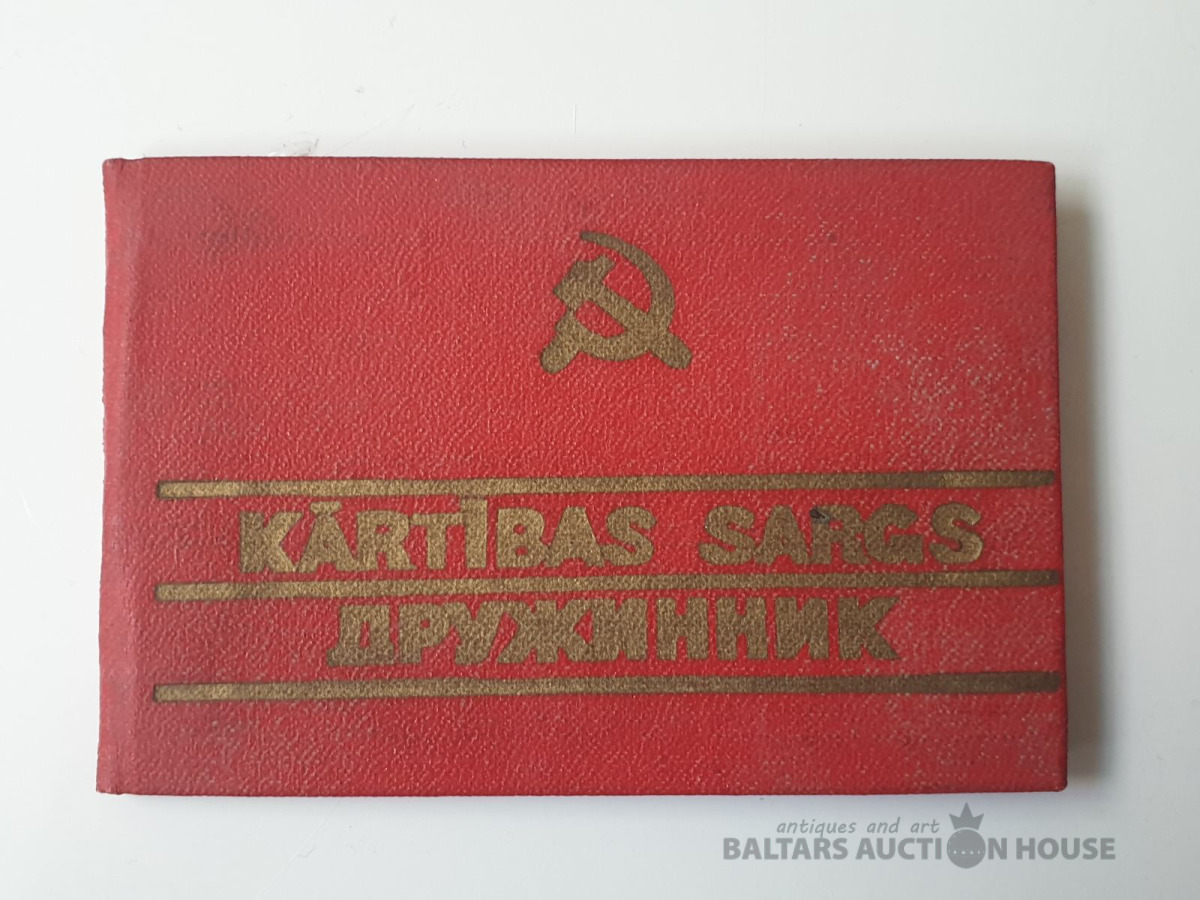 KĀRTĪBAS SARGS
ДРУЖИННИК
antiques and art
BALTARS AUCTION HOUSE